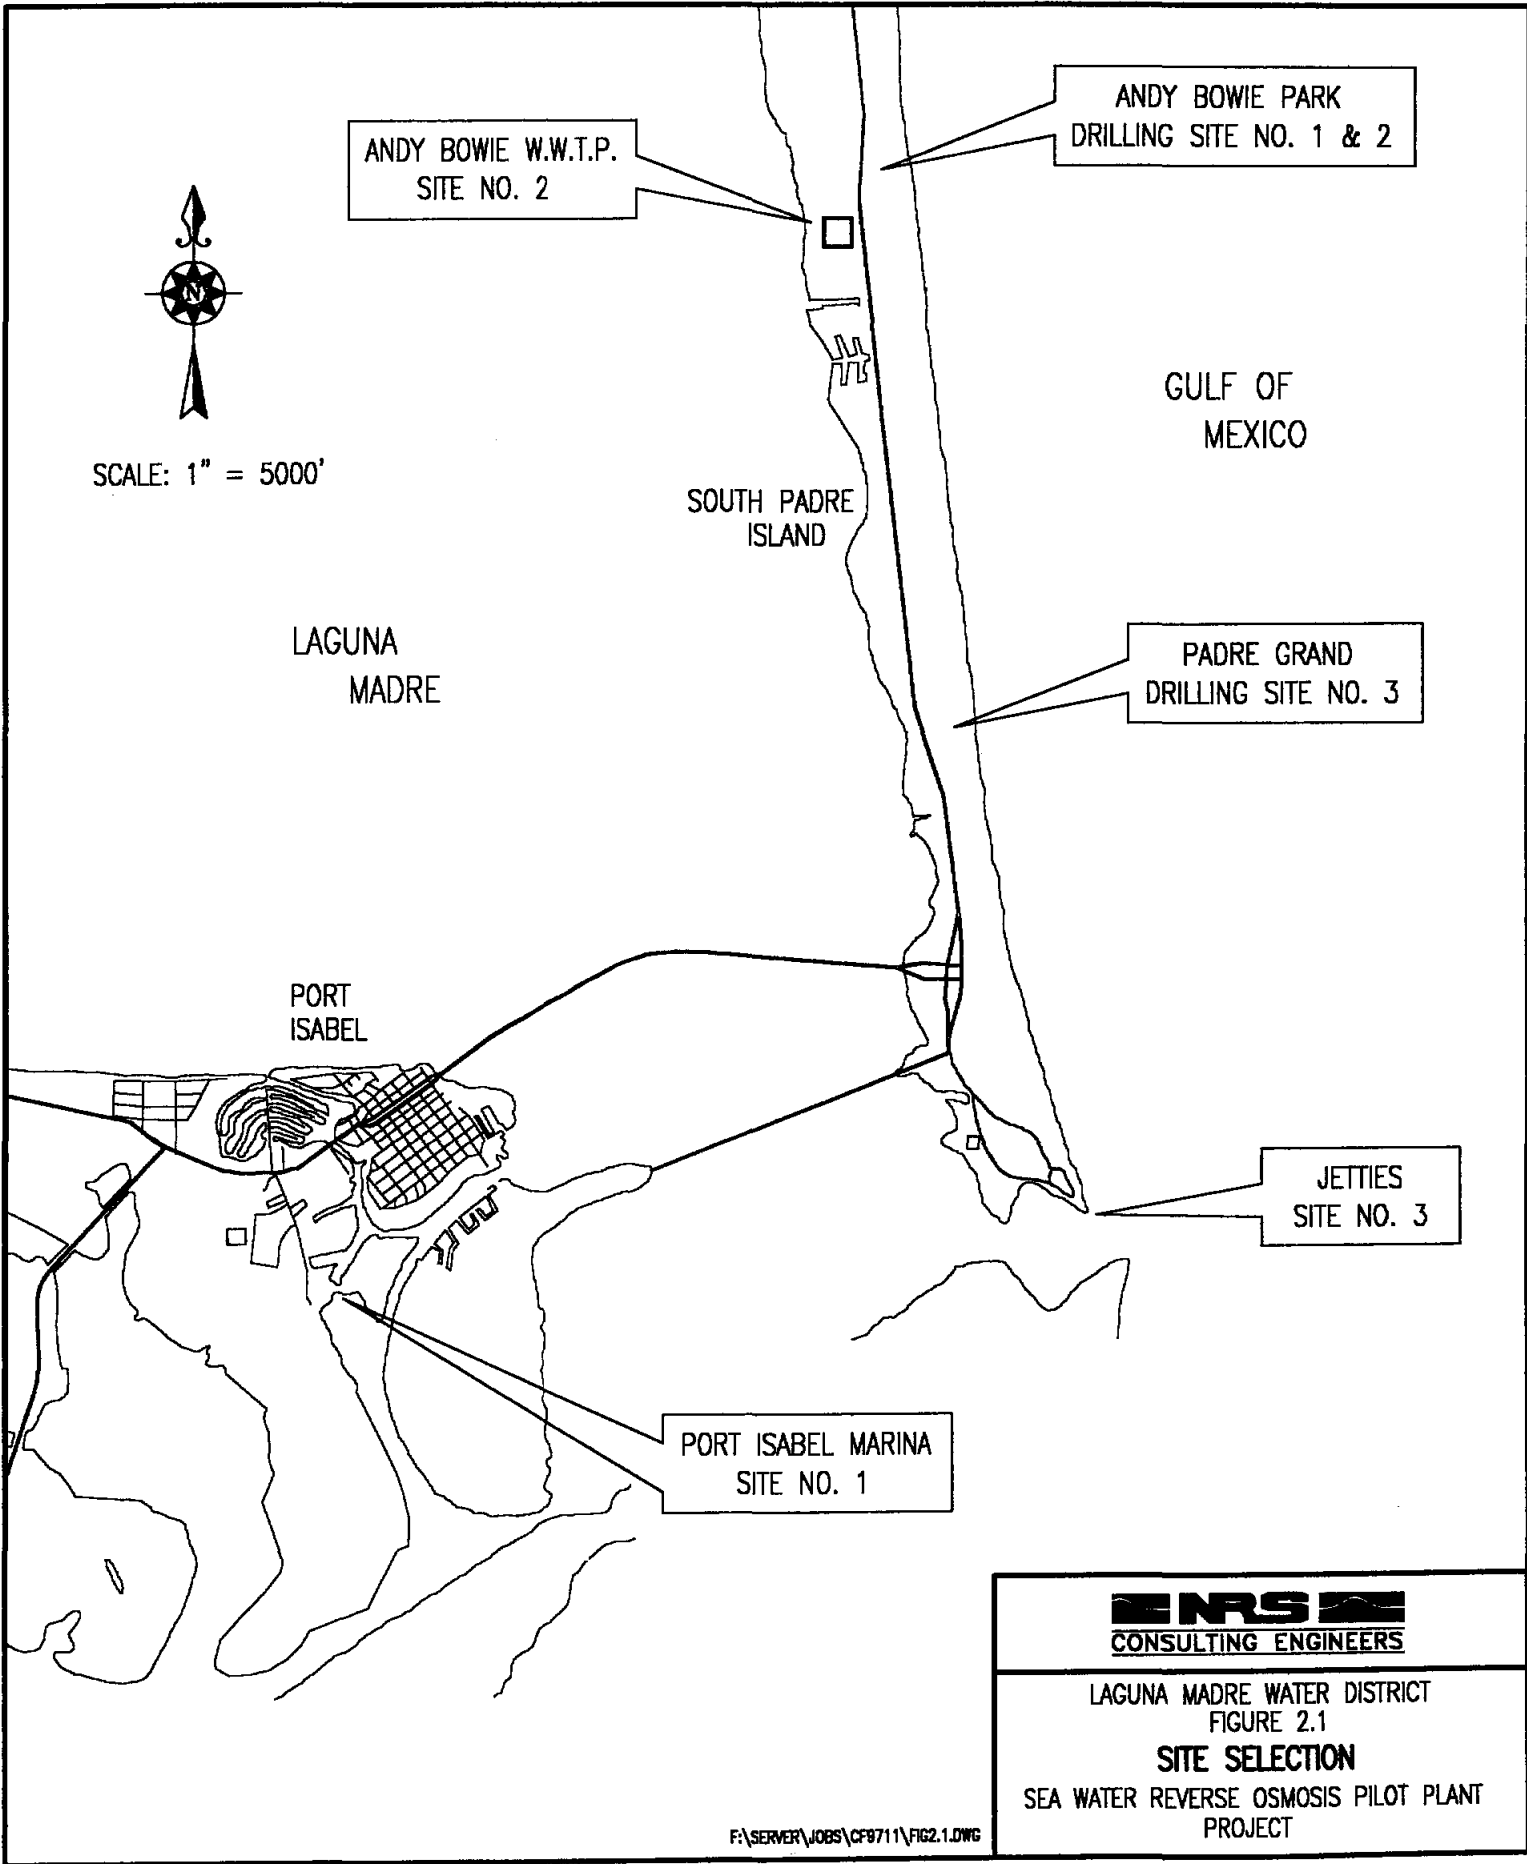 ANDY BOWIE PARK
DRILLING SITE NO. 1 & 2
ANDY BOWIE W.W.T.P.
SITE NO. 2
N
SCALE: 1" = 5000'
GULF OF
MEXICO
SOUTH PADRE
ISLAND
LAGUNA
MADRE
PADRE GRAND
DRILLING SITE NO. 3
PORT
ISABEL
JETTIES
SITE NO. 3
PORT ISABEL MARINA
SITE NO. 1
NRS
CONSULTING ENGINEERS
LAGUNA MADRE WATER DISTRICT
FIGURE 2.1
SITE SELECTION
SEA WATER REVERSE OSMOSIS PILOT PLANT
PROJECT
F:\SERVER\JOBS\CF9711\FIG2.1.DWG